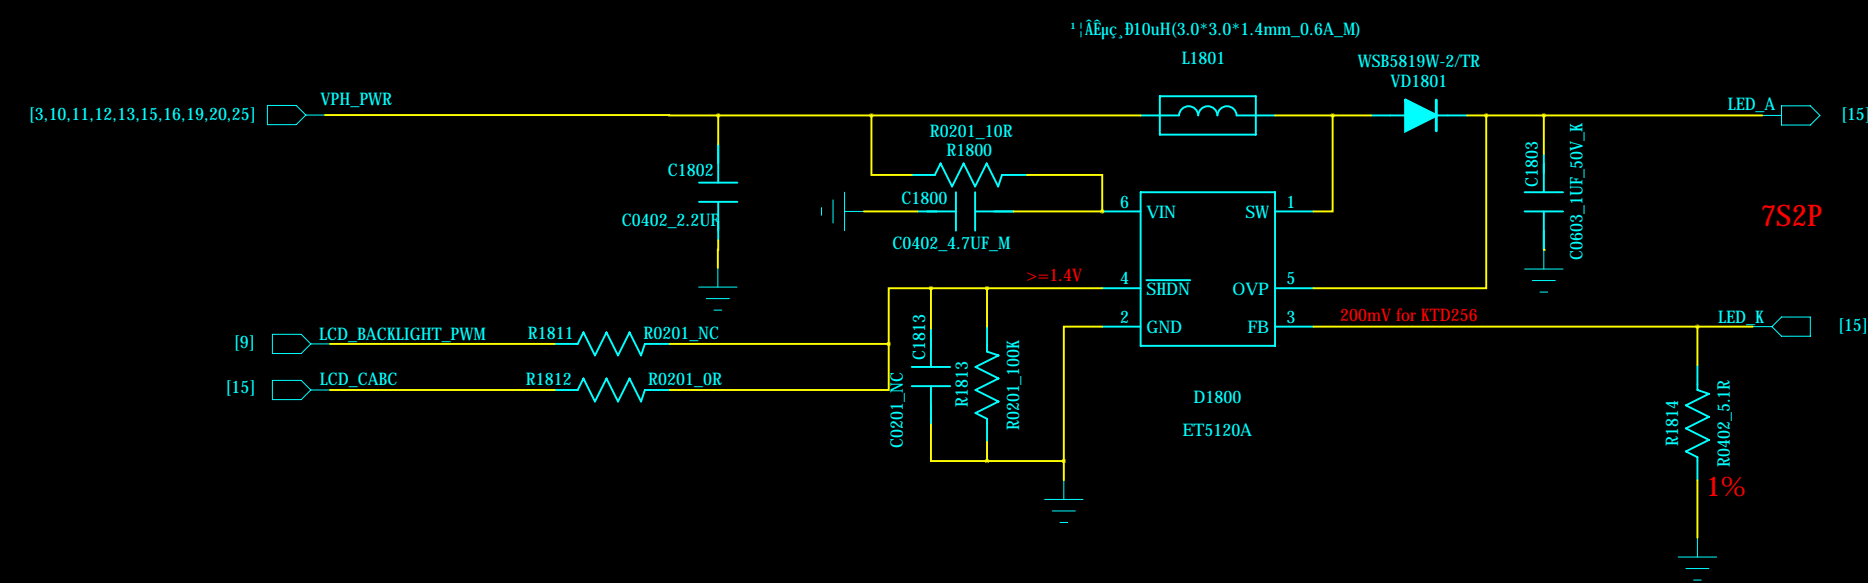 ¹¦ÂÊµç¸Ð10uH(3.0*3.0*1.4mm_0.6A_M)
L1801
WSB5819W-2/TR
VD1801
[3,10,11,12,13,15,16,19,20,25]
VPH_PWR
LED_A
[15]
R0201_10R
R1800
C1802
C0402_2.2UF
C1800
C0402_4.7UF_M
6
VIN
SW
1
C1803
C0603_1UF_50V_K
7S2P
>=1.4V
4
SHDN
OVP
5
2
GND
FB
3
200mV for KTD256
LED_K
[15]
[9]
LCD_BACKLIGHT_PWM
R1811
R0201_NC
[15]
LCD_CABC
R1812
R0201_0R
C1813
C0201_NC
R1813
R0201_100K
D1800
ET5120A
R1814
R0402_5.1R
1%